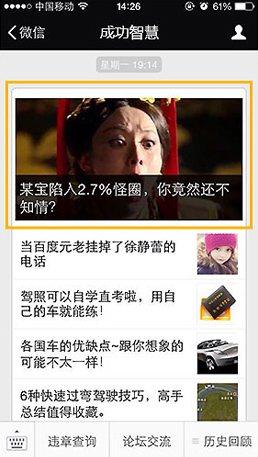 中国移动 14:26 61%
微信 成功智慧
星期一 19:14
某宝陷入2.7%怪圈，你竟然还不
知情?
当百度元老挂掉了徐静蕾的
电话
驾照可以自学直考啦，用自
己的车就能练!
各国车的优缺点~跟你想象的
可能不太一样!
6种快速过弯驾驶技巧，高手
总结值得收藏。
违章查询 论坛交流 历史回顾